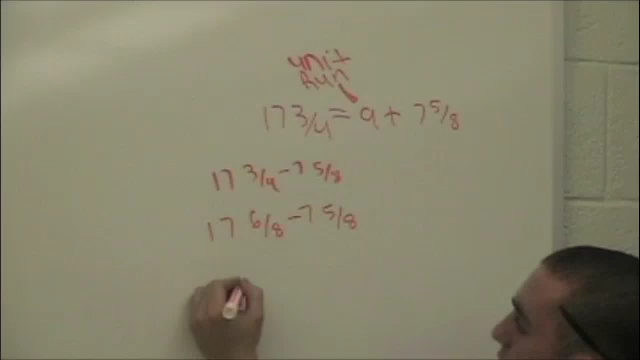 unit
Run
17 3/4 = a + 7 5/8
17 3/4 - 7 5/8
17 6/8 - 7 5/8